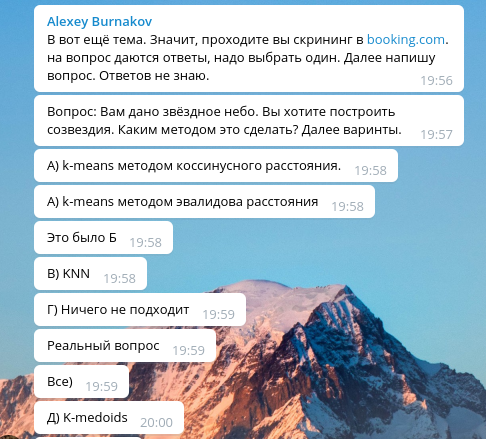 Alexey Burnakov
В вот ещё тема. Значит, проходите вы скрининг в booking.com.
на вопрос даются ответы, надо выбрать один. Далее напишу
вопрос. Ответов не знаю.
19:56
Вопрос: Вам дано звёздное небо. Вы хотите построить
созвездия. Каким методом это сделать? Далее варинты.
19:57
А) k-means методом коссинусного расстояния.
19:58
А) k-means методом эвалидова расстояния
19:58
Это было Б
19:58
В) KNN
19:58
Г) Ничего не подходит
19:59
Реальный вопрос
19:59
Все)
19:59
Д) K-medoids
20:00